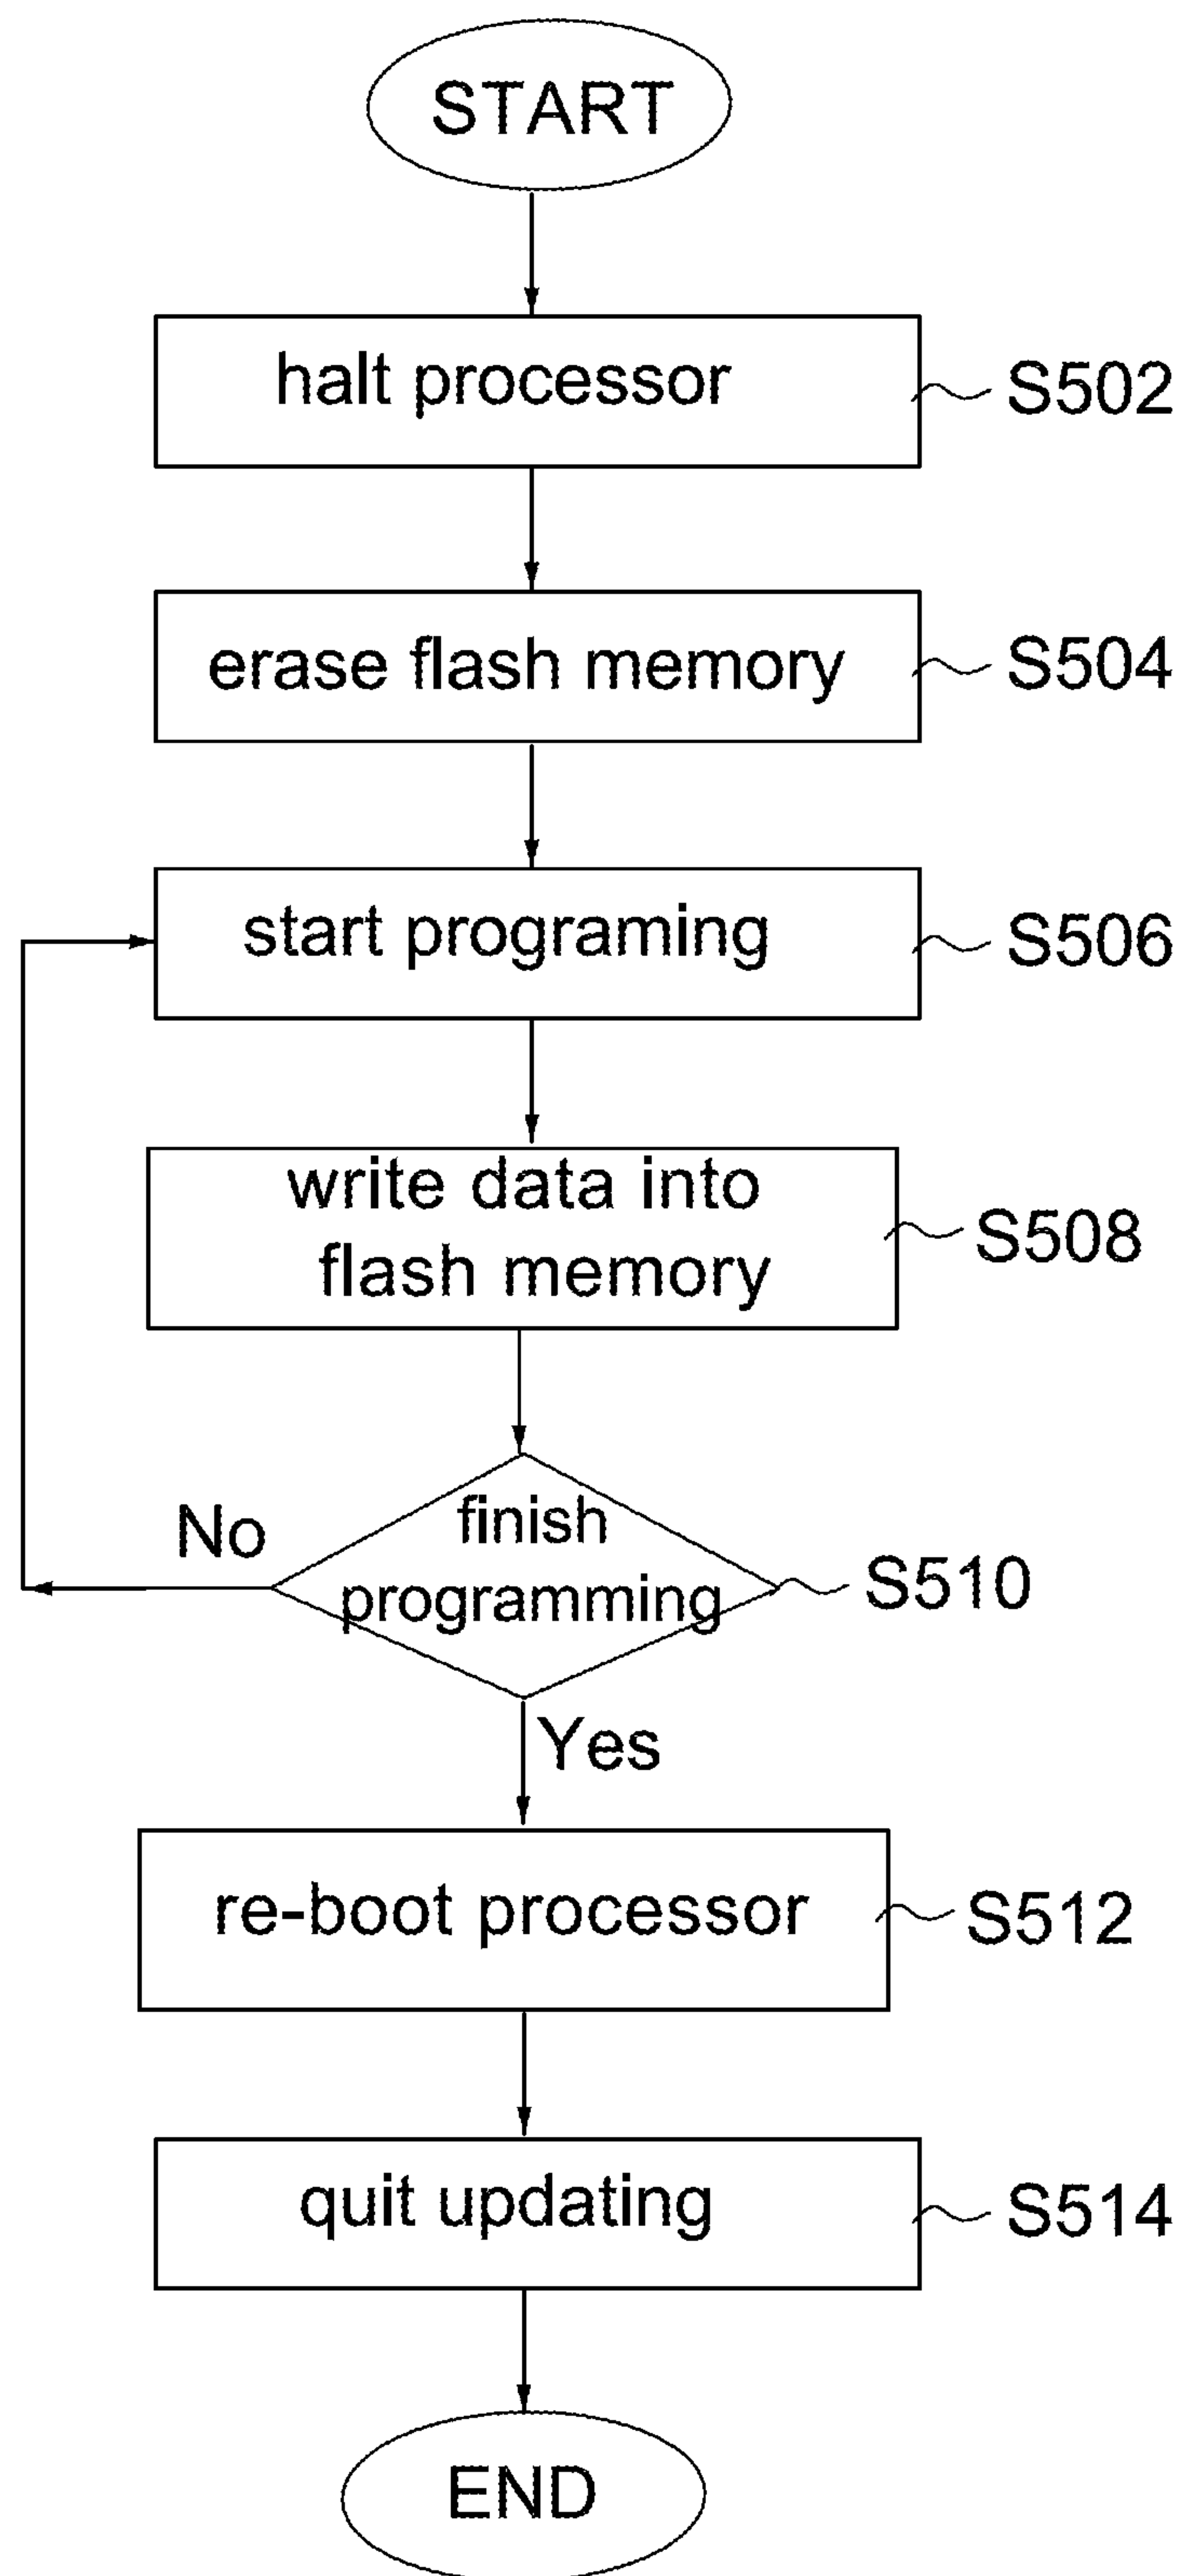 START
halt processor
S502
erase flash memory
S504
start programing
S506
write data into
flash memory
S508
No
finish
programming
S510
Yes
re-boot processor
S512
quit updating
S514
END